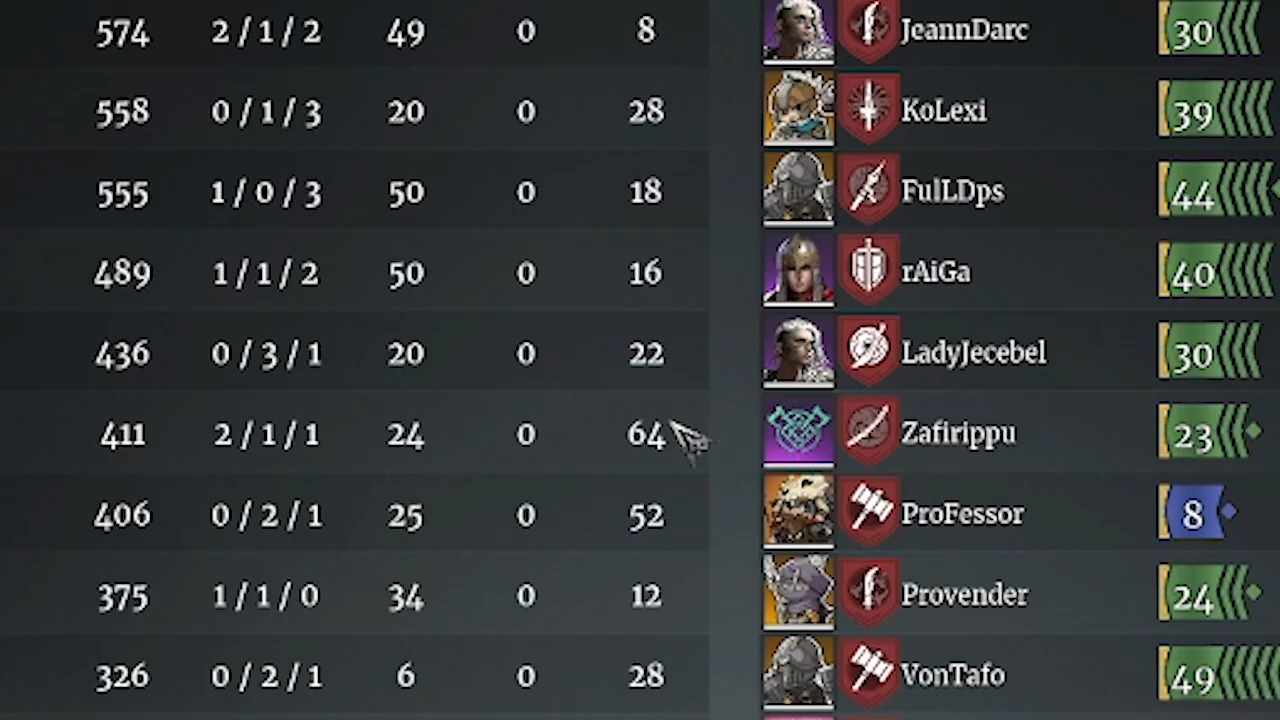 574 2 / 1 / 2 49 0 8 JeannDarc 30
558 0 / 1 / 3 20 0 28 KoLexi 39
555 1 / 0 / 3 50 0 18 FulLDps 44
489 1 / 1 / 2 50 0 16 rAiGa 40
436 0 / 3 / 1 20 0 22 LadyJecebel 30
411 2 / 1 / 1 24 0 64 Zafirippu 23
406 0 / 2 / 1 25 0 52 ProFessor 8
375 1 / 1 / 0 34 0 12 Provender 24
326 0 / 2 / 1 6 0 28 VonTafo 49